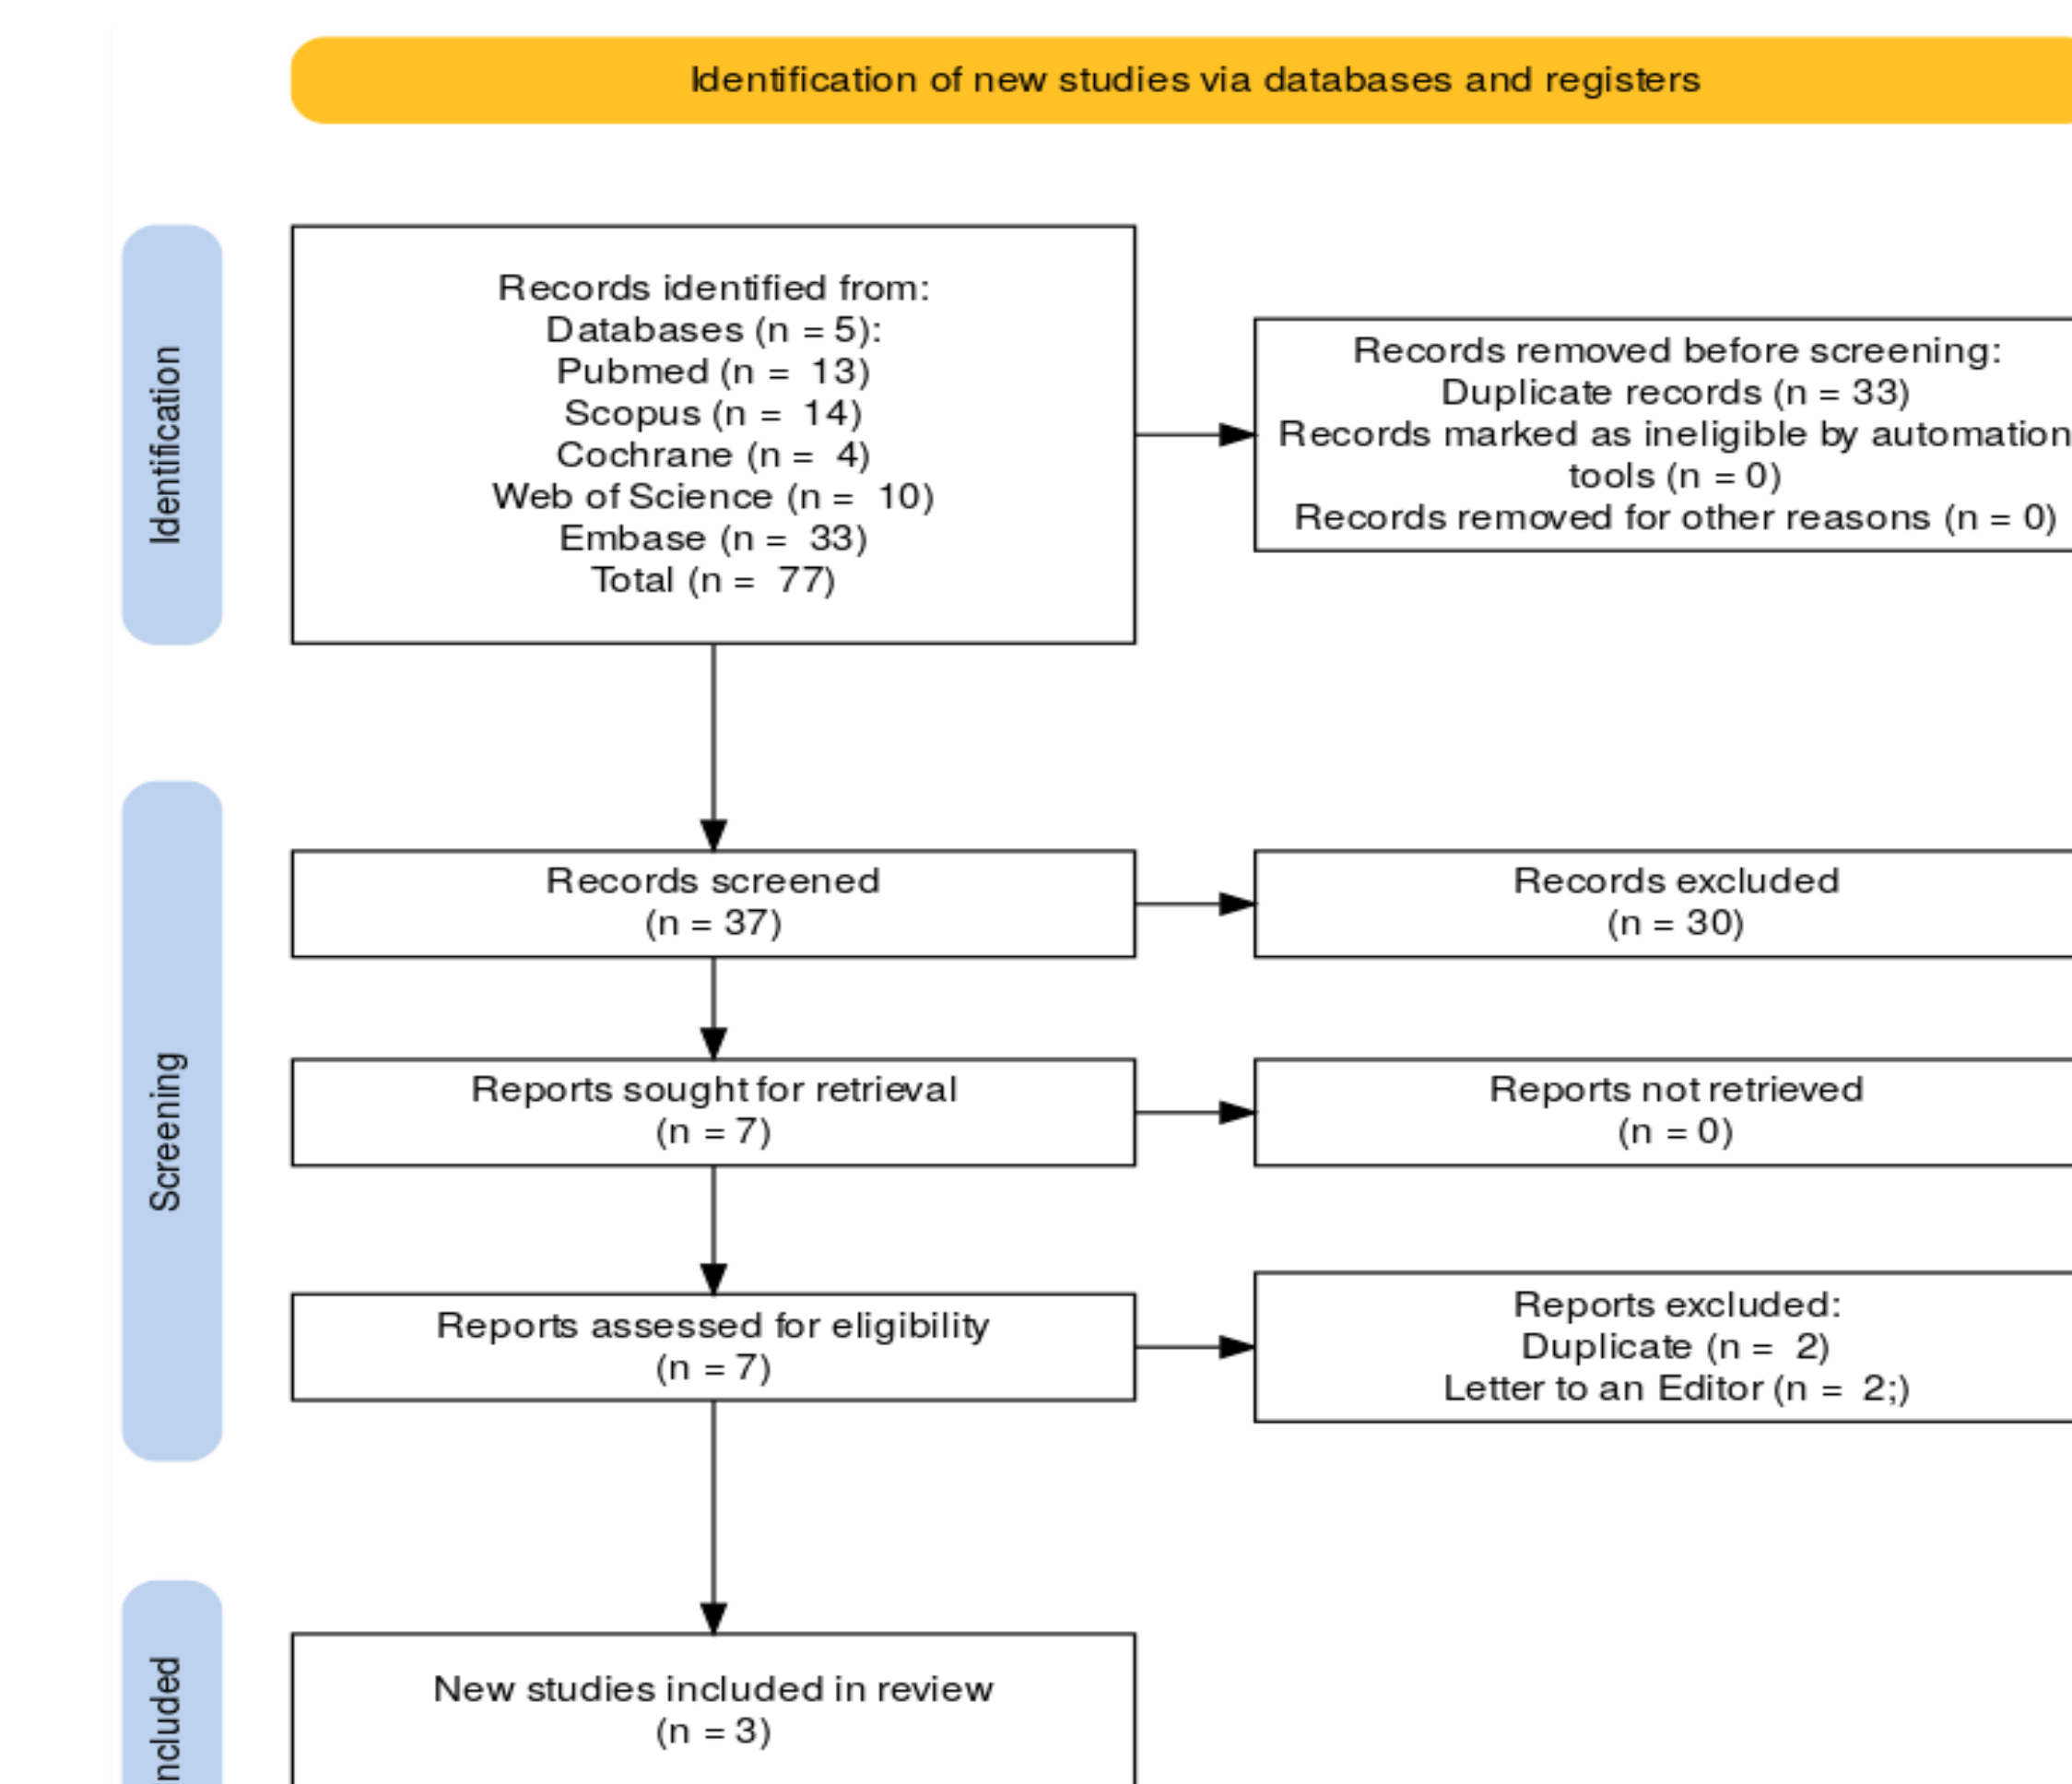 Identification of new studies via databases and registers
Identification
Records identified from:
Databases (n = 5):
Pubmed (n = 13)
Scopus (n = 14)
Cochrane (n = 4)
Web of Science (n = 10)
Embase (n = 33)
Total (n = 77)
Records removed before screening:
Duplicate records (n = 33)
Records marked as ineligible by automation
tools (n = 0)
Records removed for other reasons (n = 0)
Screening
Records screened
(n = 37)
Records excluded
(n = 30)
Reports sought for retrieval
(n = 7)
Reports not retrieved
(n = 0)
Reports assessed for eligibility
(n = 7)
Reports excluded:
Duplicate (n = 2)
Letter to an Editor (n = 2;)
ncluded
New studies included in review
(n = 3)